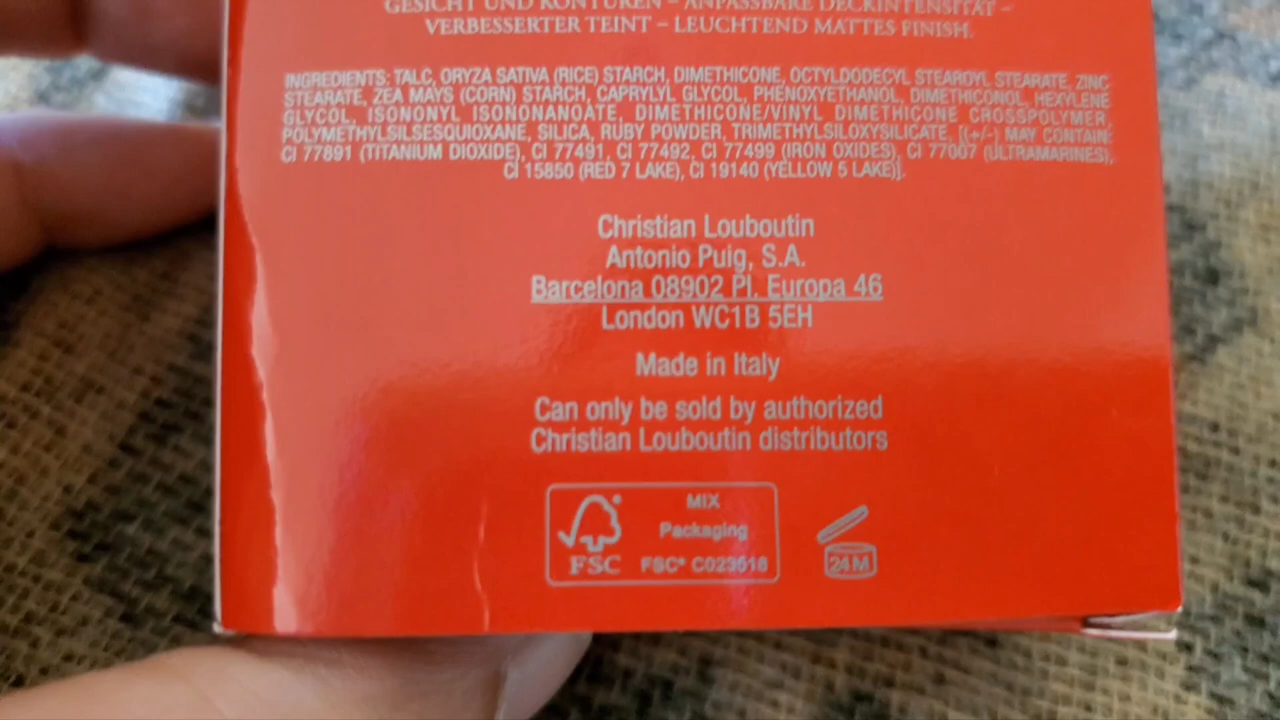 GESICHT UND KONTUREN – ANPASSBARE DECKINTENSITÄT –
VERBESSERTER TEINT – LEUCHTEND MATTES FINISH.
INGREDIENTS: TALC, ORYZA SATIVA (RICE) STARCH, DIMETHICONE, OCTYLDODECYL STEAROYL STEARATE, ZINC
STEARATE, ZEA MAYS (CORN) STARCH, CAPRYLYL GLYCOL, PHENOXYETHANOL, DIMETHICONOL, HEXYLENE
GLYCOL, ISONONYL ISONONANOATE, DIMETHICONE/VINYL DIMETHICONE CROSSPOLYMER,
POLYMETHYLSILSESQUIOXANE, SILICA, RUBY POWDER, TRIMETHYLSILOXYSILICATE, [(+/-) MAY CONTAIN:
CI 77891 (TITANIUM DIOXIDE), CI 77491, CI 77492, CI 77499 (IRON OXIDES), CI 77007 (ULTRAMARINES),
CI 15850 (RED 7 LAKE), CI 19140 (YELLOW 5 LAKE)].
Christian Louboutin
Antonio Puig, S.A.
Barcelona 08902 Pl. Europa 46
London WC1B 5EH
Made in Italy
Can only be sold by authorized
Christian Louboutin distributors
MIX
Packaging
FSC FSC® C023518
24M